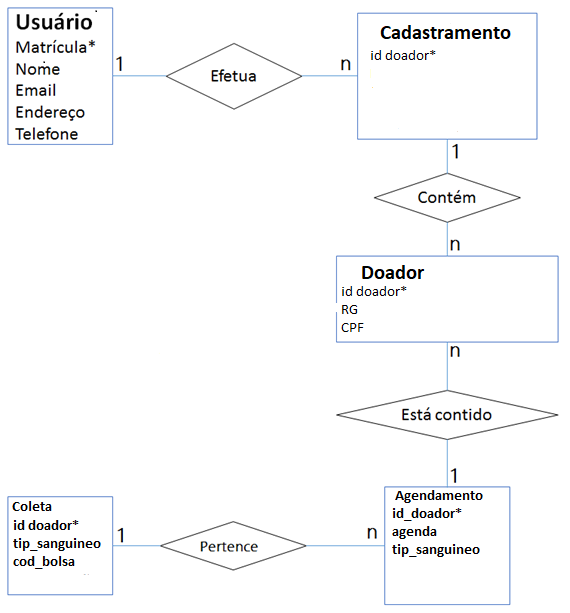 Usuário
Matrícula*
Nome
Email
Endereço
Telefone
1
Efetua
n
Cadastramento
id doador*
1
Contém
n
Doador
id doador*
RG
CPF
n
Está contido
1
Agendamento
id_doador*
agenda
tip_sanguineo
n
Pertence
1
Coleta
id doador*
tip_sanguineo
cod_bolsa